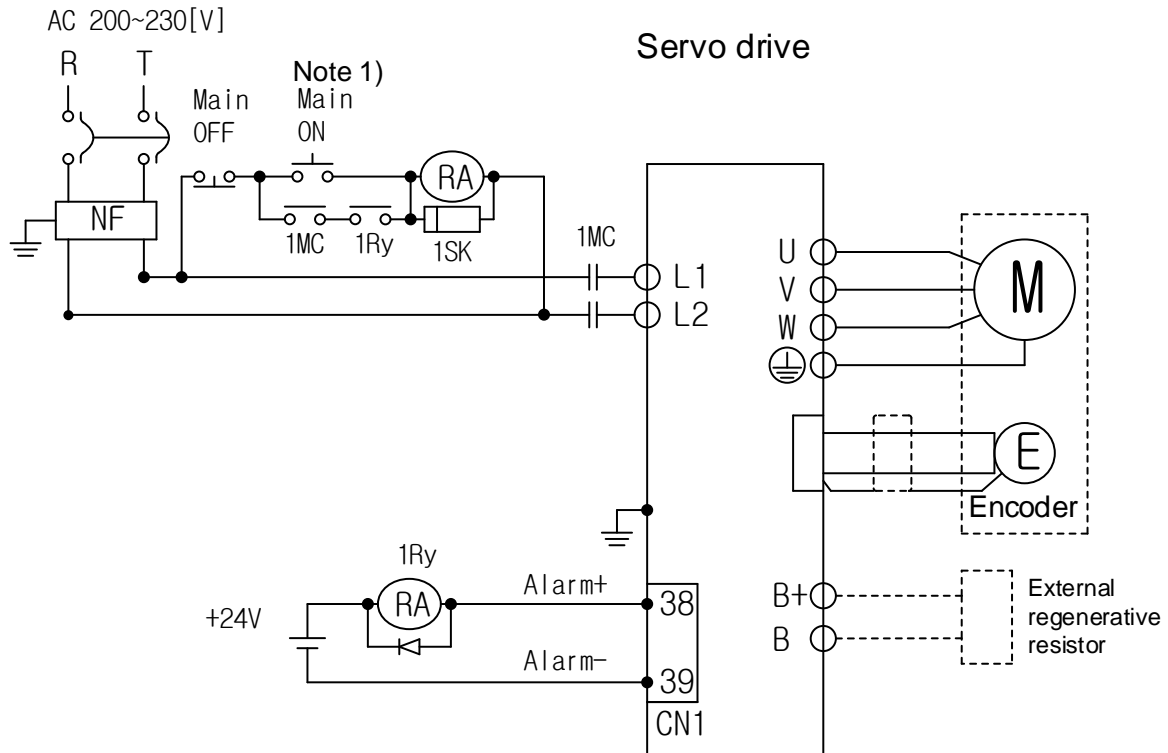 AC 200~230[V]
Servo drive
R
T
Note 1)
Main
OFF
Main
ON
RA
NF
1MC
1Ry
1SK
1MC
L1
L2
U
V
W
M
E
Encoder
1Ry
RA
+24V
Alarm+
38
Alarm-
39
CN1
B+
B
External
regenerative
resistor